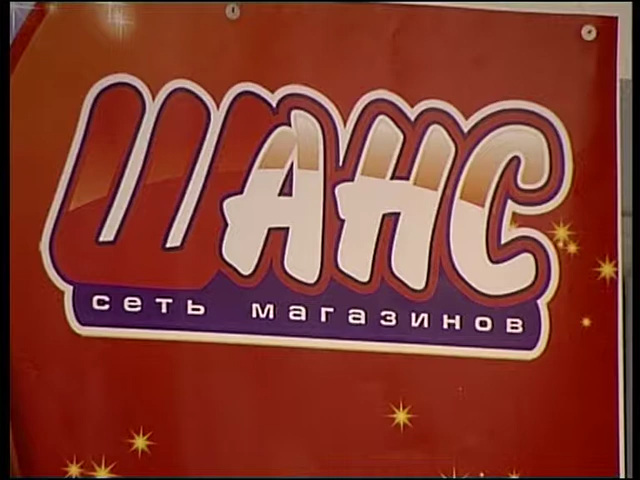 ШАНС
сеть магазинов